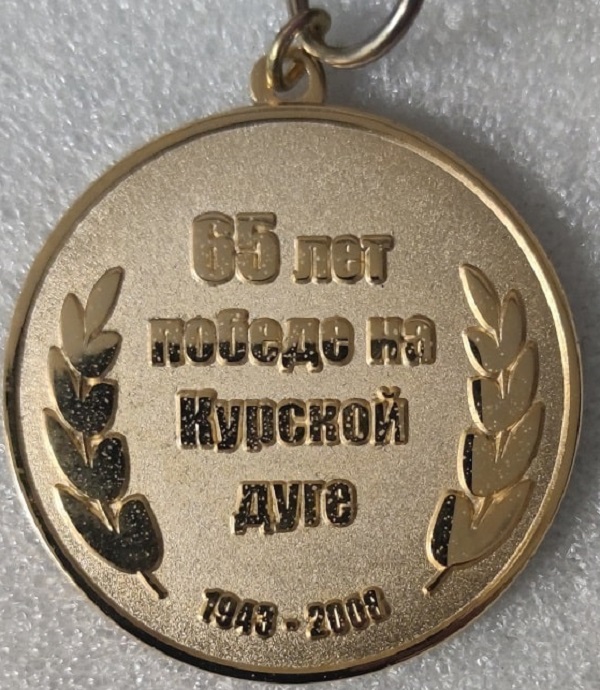 65 лет
победе на
Курской
дуге
1943 - 2008